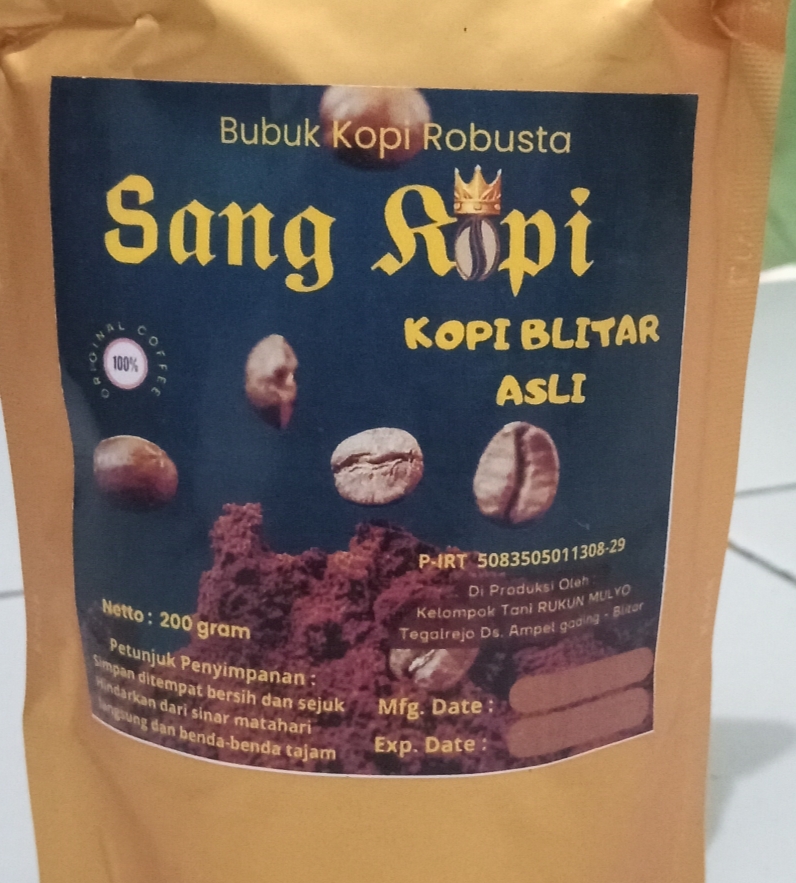 Bubuk Kopi Robusta
Sang Kopi
KOPI BLITAR
ASLI
ORIGINAL COFFEE
100%
P-IRT 5083505011308-29
Di Produksi Oleh
Kelompok Tani RUKUN MULYO
Tegalrejo Ds. Ampel gading - Blitar
Netto : 200 gram
Petunjuk Penyimpanan :
Simpan ditempat bersih dan sejuk
Hindarkan dari sinar matahari
langsung dan benda-benda tajam
Mfg. Date :
Exp. Date :